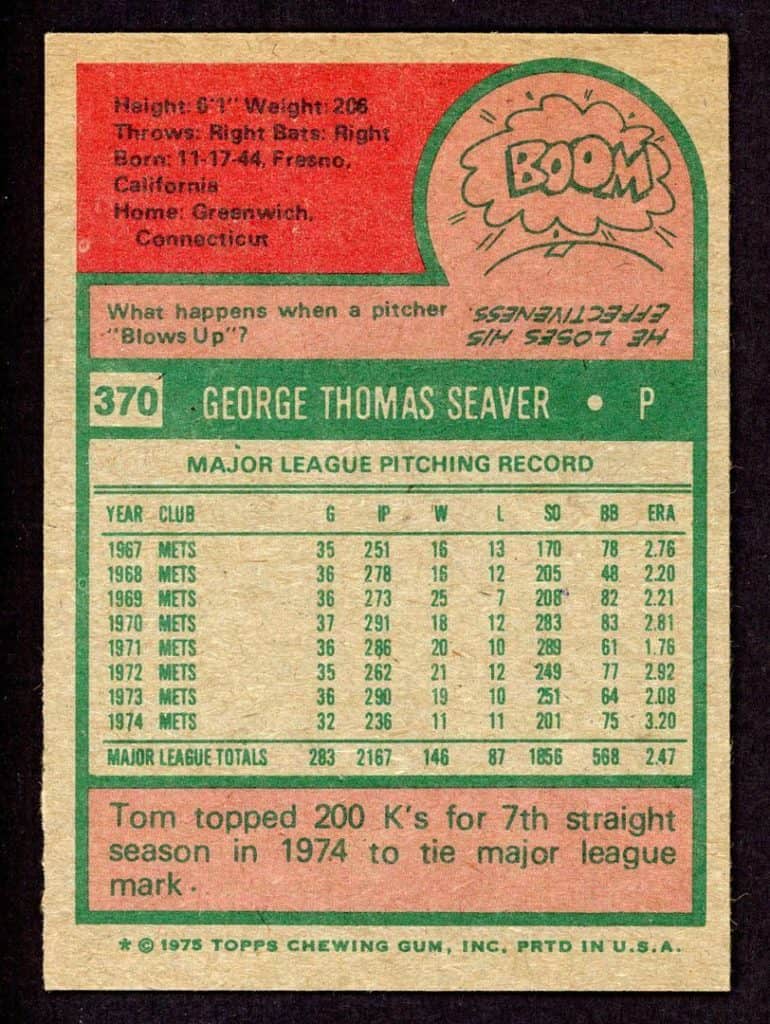 Height: 6'1" Weight: 206
Throws: Right Bats: Right
Born: 11-17-44, Fresno,
California
Home: Greenwich,
Connecticut
BOOM
What happens when a pitcher
"Blows Up"?
HE LOSES HIS
EFFECTIVENESS.
370 GEORGE THOMAS SEAVER • P
MAJOR LEAGUE PITCHING RECORD
YEAR CLUB G IP W L SO BB ERA
1967 METS 35 251 16 13 170 78 2.76
1968 METS 36 278 16 12 205 48 2.20
1969 METS 36 273 25 7 208 82 2.21
1970 METS 37 291 18 12 283 83 2.81
1971 METS 36 286 20 10 289 61 1.76
1972 METS 35 262 21 12 249 77 2.92
1973 METS 36 290 19 10 251 64 2.08
1974 METS 32 236 11 11 201 75 3.20
MAJOR LEAGUE TOTALS 283 2167 146 87 1856 568 2.47
Tom topped 200 K's for 7th straight
season in 1974 to tie major league
mark.
* © 1975 TOPPS CHEWING GUM, INC. PRTD IN U.S.A.